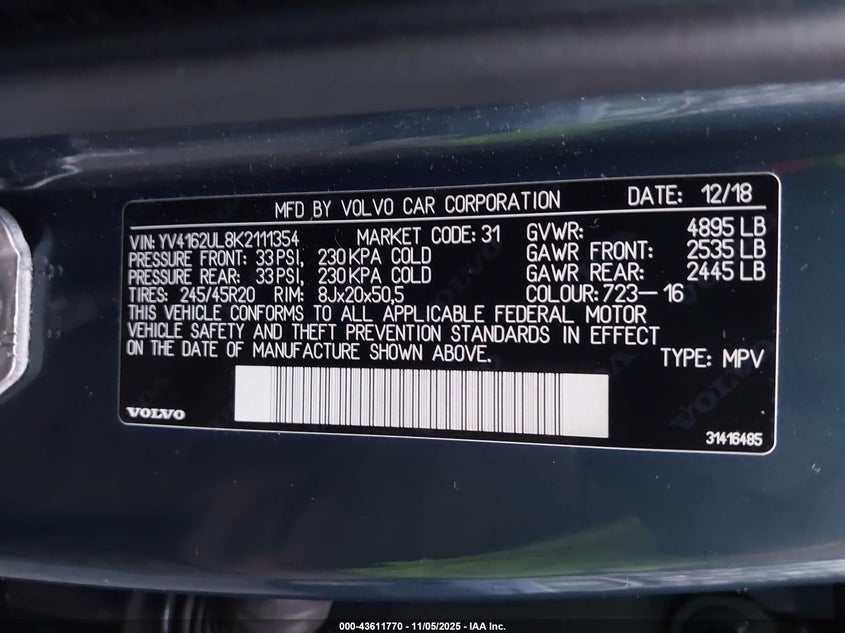 MFD BY VOLVO CAR CORPORATION DATE: 12/18
VIN: YV4162UL8K2111354 MARKET CODE: 31 GVWR: 4895 LB
PRESSURE FRONT: 33 PSI, 230 KPA COLD GAWR FRONT: 2535 LB
PRESSURE REAR: 33 PSI, 230 KPA COLD GAWR REAR: 2445 LB
TIRES: 245/45R20 RIM: 8Jx20x50,5 COLOUR: 723-16
THIS VEHICLE CONFORMS TO ALL APPLICABLE FEDERAL MOTOR
VEHICLE SAFETY AND THEFT PREVENTION STANDARDS IN EFFECT
ON THE DATE OF MANUFACTURE SHOWN ABOVE. TYPE: MPV
VOLVO
31416485
000-43611770 - 11/05/2025 - IAA Inc.